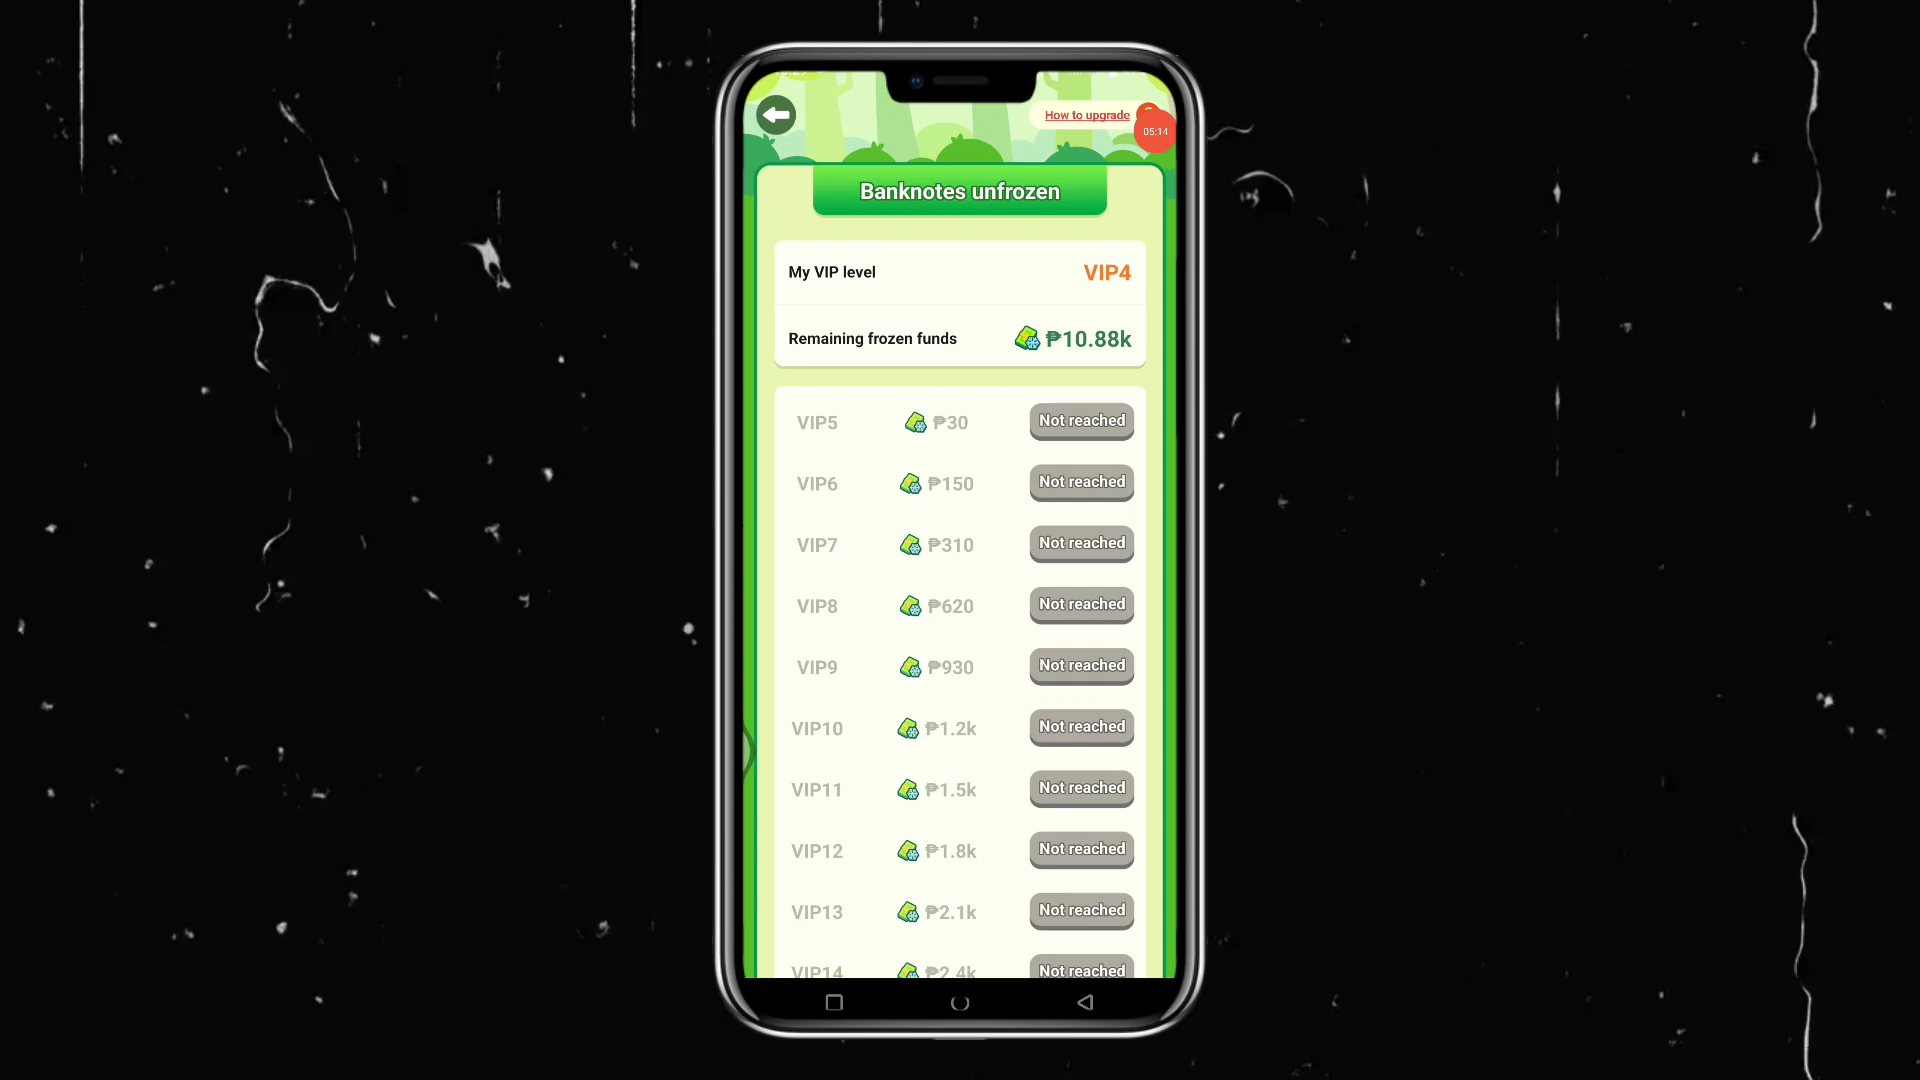 How to upgrade
05:14
Banknotes unfrozen
My VIP level VIP4
Remaining frozen funds ₱10.88k
VIP5 ₱30 Not reached
VIP6 ₱150 Not reached
VIP7 ₱310 Not reached
VIP8 ₱620 Not reached
VIP9 ₱930 Not reached
VIP10 ₱1.2k Not reached
VIP11 ₱1.5k Not reached
VIP12 ₱1.8k Not reached
VIP13 ₱2.1k Not reached
VIP14 ₱2.4k Not reached